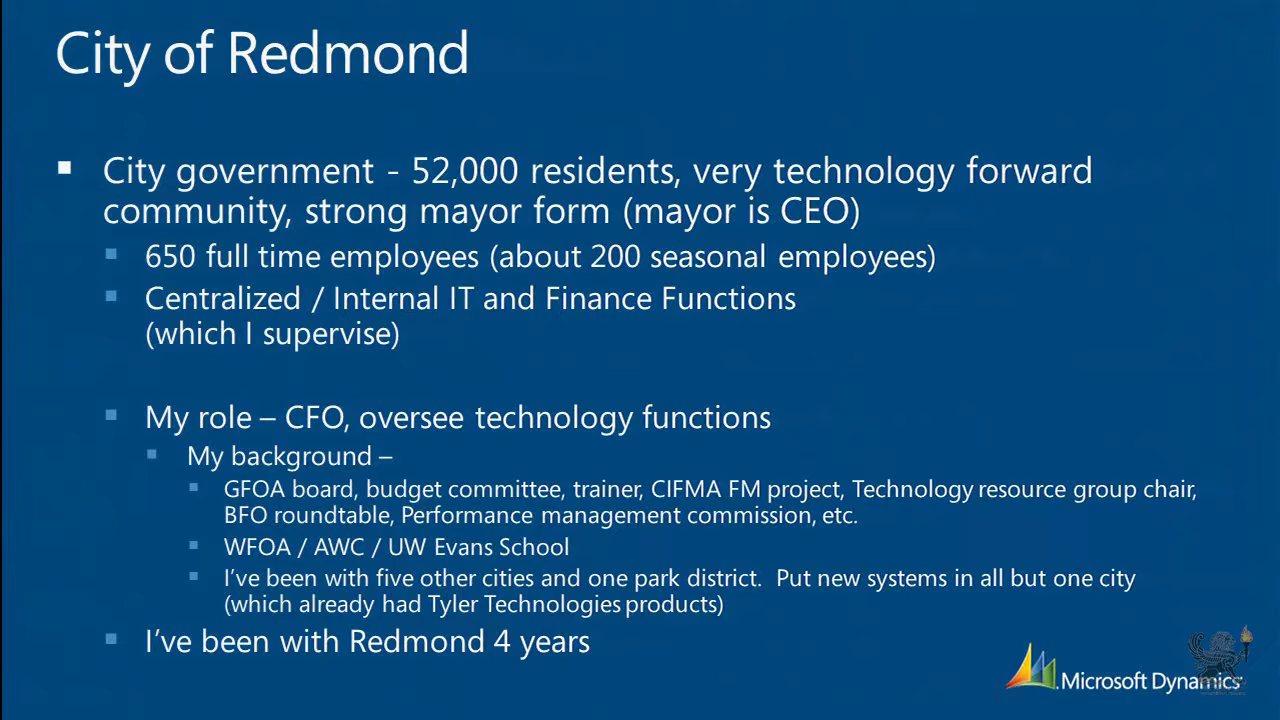 City of Redmond
City government - 52,000 residents, very technology forward
community, strong mayor form (mayor is CEO)
650 full time employees (about 200 seasonal employees)
Centralized / Internal IT and Finance Functions
(which I supervise)
My role – CFO, oversee technology functions
My background –
GFOA board, budget committee, trainer, CIFMA FM project, Technology resource group chair,
BFO roundtable, Performance management commission, etc.
WFOA / AWC / UW Evans School
I’ve been with five other cities and one park district.  Put new systems in all but one city
(which already had Tyler Technologies products)
I’ve been with Redmond 4 years
Microsoft Dynamics